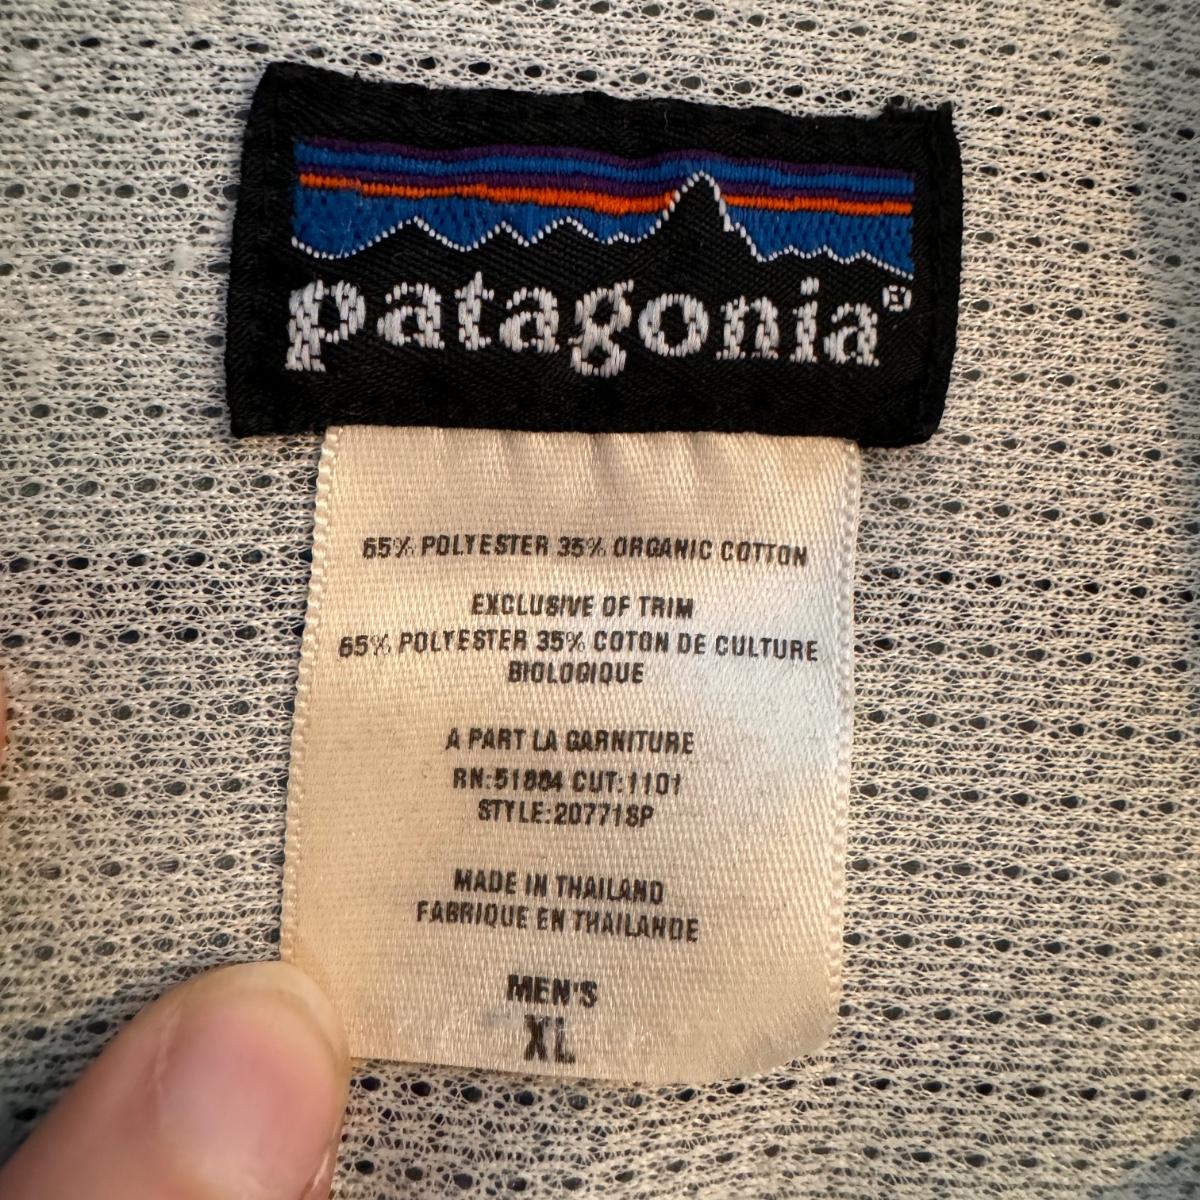 patagonia®
65% POLYESTER 35% ORGANIC COTTON
EXCLUSIVE OF TRIM
65% POLYESTER 35% COTON DE CULTURE
BIOLOGIQUE
A PART LA GARNITURE
RN:51884 CUT:1101
STYLE:20771SP
MADE IN THAILAND
FABRIQUE EN THAILANDE
MEN'S
XL